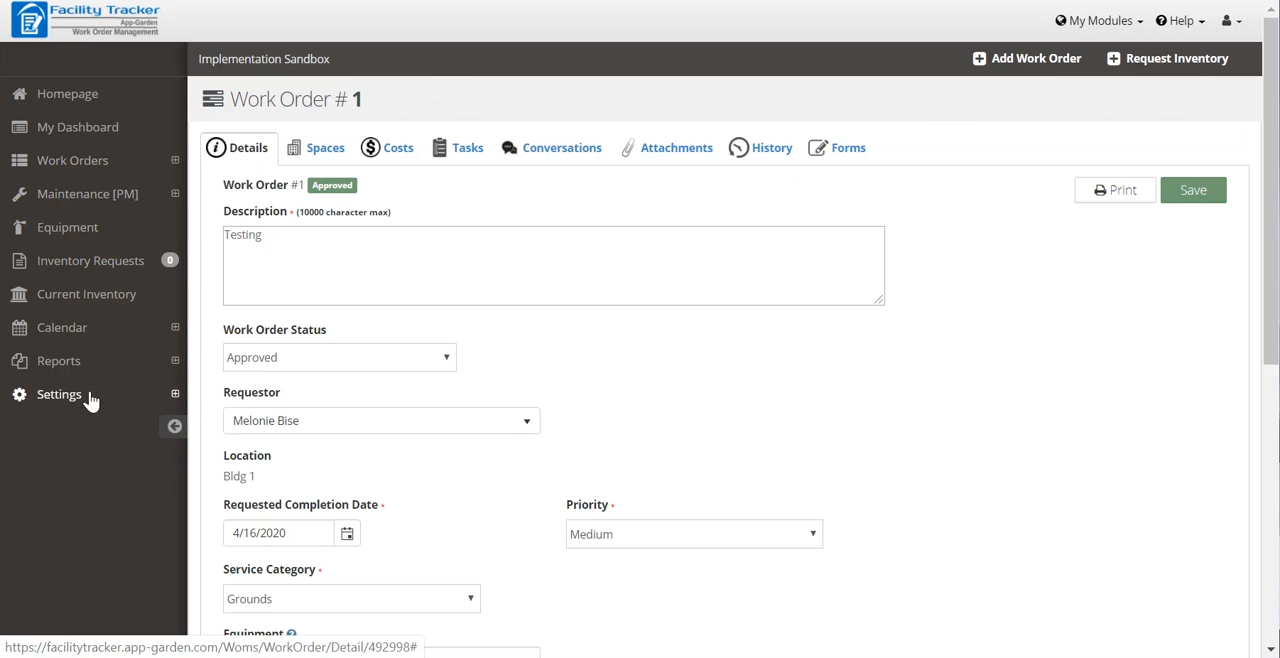 Facility Tracker
App-Garden
Work Order Management
My Modules
Help
Implementation Sandbox
Add Work Order
Request Inventory
Homepage
My Dashboard
Work Orders
Maintenance [PM]
Equipment
Inventory Requests 0
Current Inventory
Calendar
Reports
Settings
Work Order # 1
Details
Spaces
Costs
Tasks
Conversations
Attachments
History
Forms
Work Order #1 Approved
Print
Save
Description * (10000 character max)
Testing
Work Order Status
Approved
Requestor
Melonie Bise
Location
Bldg 1
Requested Completion Date *
Priority *
4/16/2020
Medium
Service Category *
Grounds
Equipment
https://facilitytracker.app-garden.com/Woms/WorkOrder/Detail/492998#